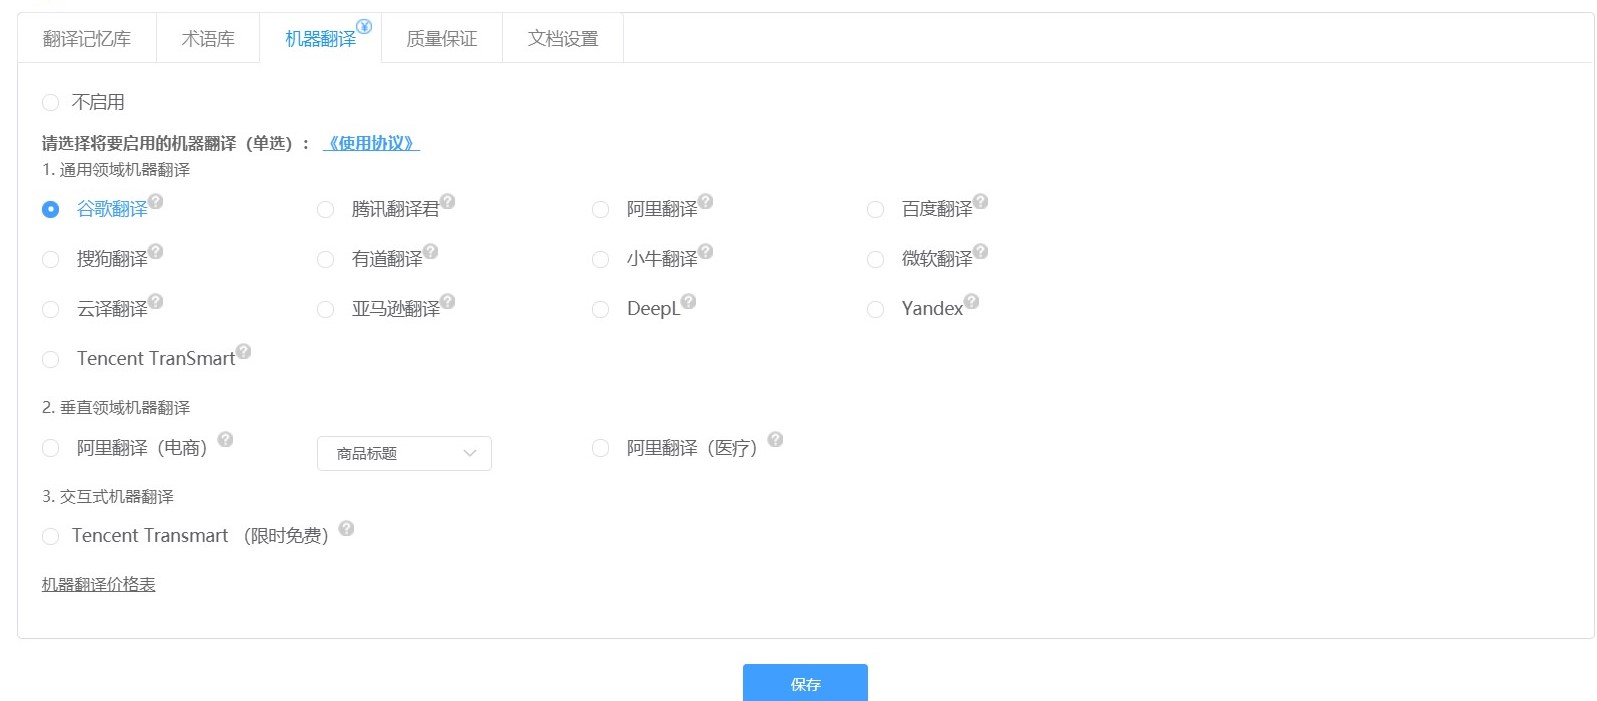 翻译记忆库 术语库 机器翻译 ¥ 质量保证 文档设置
不启用
请选择将要启用的机器翻译（单选）： 《使用协议》
1. 通用领域机器翻译
谷歌翻译? 腾讯翻译君? 阿里翻译? 百度翻译?
搜狗翻译? 有道翻译? 小牛翻译? 微软翻译?
云译翻译? 亚马逊翻译? DeepL? Yandex?
Tencent TranSmart?
2. 垂直领域机器翻译
阿里翻译（电商）? 商品标题 阿里翻译（医疗）?
3. 交互式机器翻译
Tencent Transmart （限时免费）?
机器翻译价格表
保存